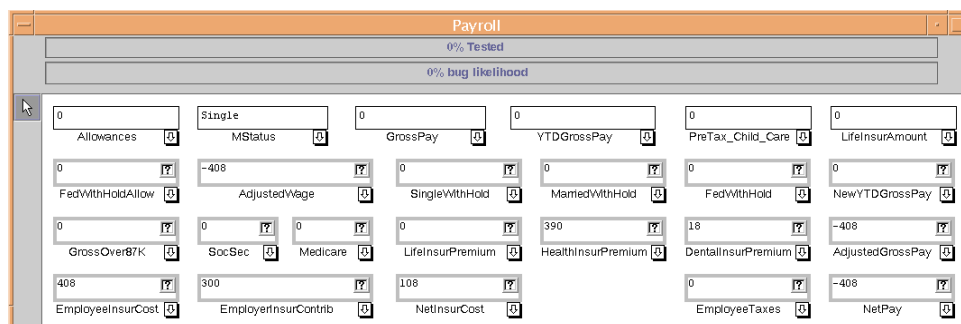 Payroll
0% Tested
0% bug likelihood
0 Single 0 0 0 0
Allowances MStatus GrossPay YTDGrossPay PreTax_Child_Care LifeInsurAmount
0 ? -408 ? 0 ? 0 ? 0 ? 0 ?
FedWithHoldAllow AdjustedWage SingleWithHold MarriedWithHold FedWithHold NewYTDGrossPay
0 ? 0 ? 0 ? 0 ? 390 ? 18 ? -408 ?
GrossOver87K SocSec Medicare LifeInsurPremium HealthInsurPremium DentalInsurPremium AdjustedGrossPay
408 ? 300 ? 108 ? 0 ? -408 ?
EmployeeInsurCost EmployerInsurContrib NetInsurCost EmployeeTaxes NetPay